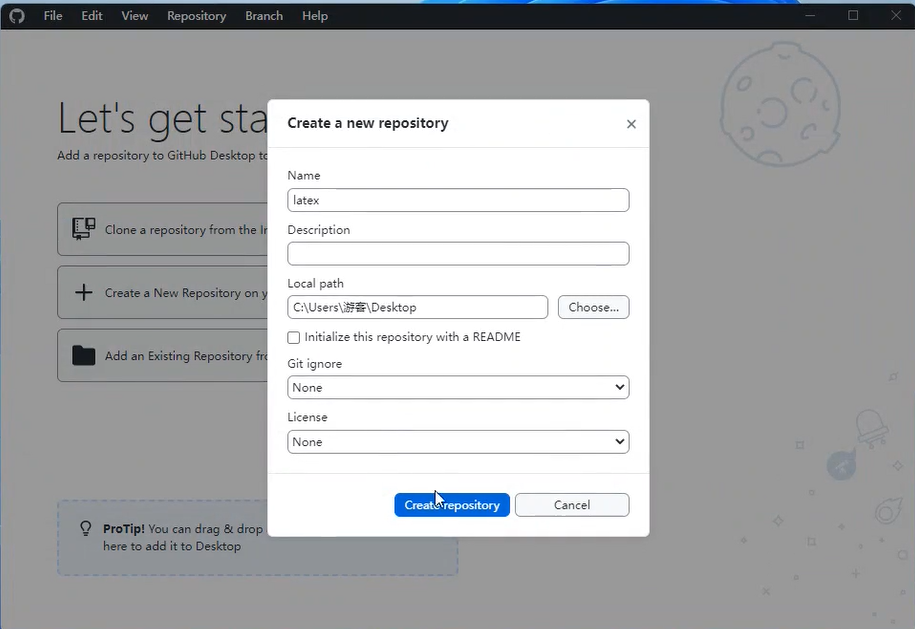 File Edit View Repository Branch Help
Let's get sta
Add a repository to GitHub Desktop to
Clone a repository from the In
Create a New Repository on y
Add an Existing Repository fro
ProTip! You can drag & drop
here to add it to Desktop
Create a new repository
Name
latex
Description
Local path
C:\Users\游客\Desktop
Choose...
Initialize this repository with a README
Git ignore
None
License
None
Create repository
Cancel